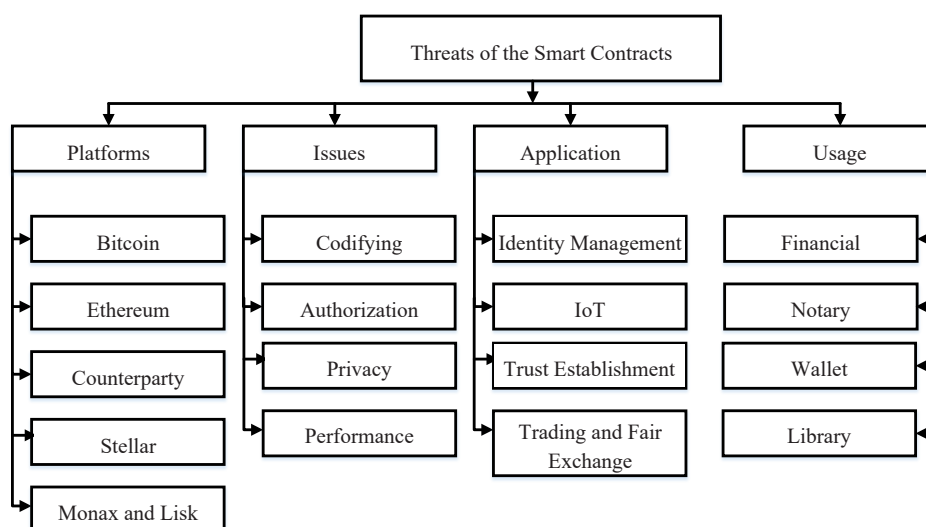 Threats of the Smart Contracts
Platforms
Issues
Application
Usage
Bitcoin
Ethereum
Counterparty
Stellar
Monax and Lisk
Codifying
Authorization
Privacy
Performance
Identity Management
IoT
Trust Establishment
Trading and Fair
Exchange
Financial
Notary
Wallet
Library